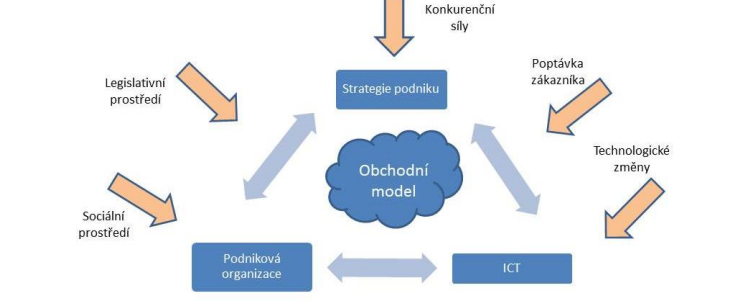 Konkurenční
síly
Poptávka
zákazníka
Legislativní
prostředí
Strategie podniku
Technologické
změny
Obchodní
model
Sociální
prostředí
Podniková
organizace
ICT